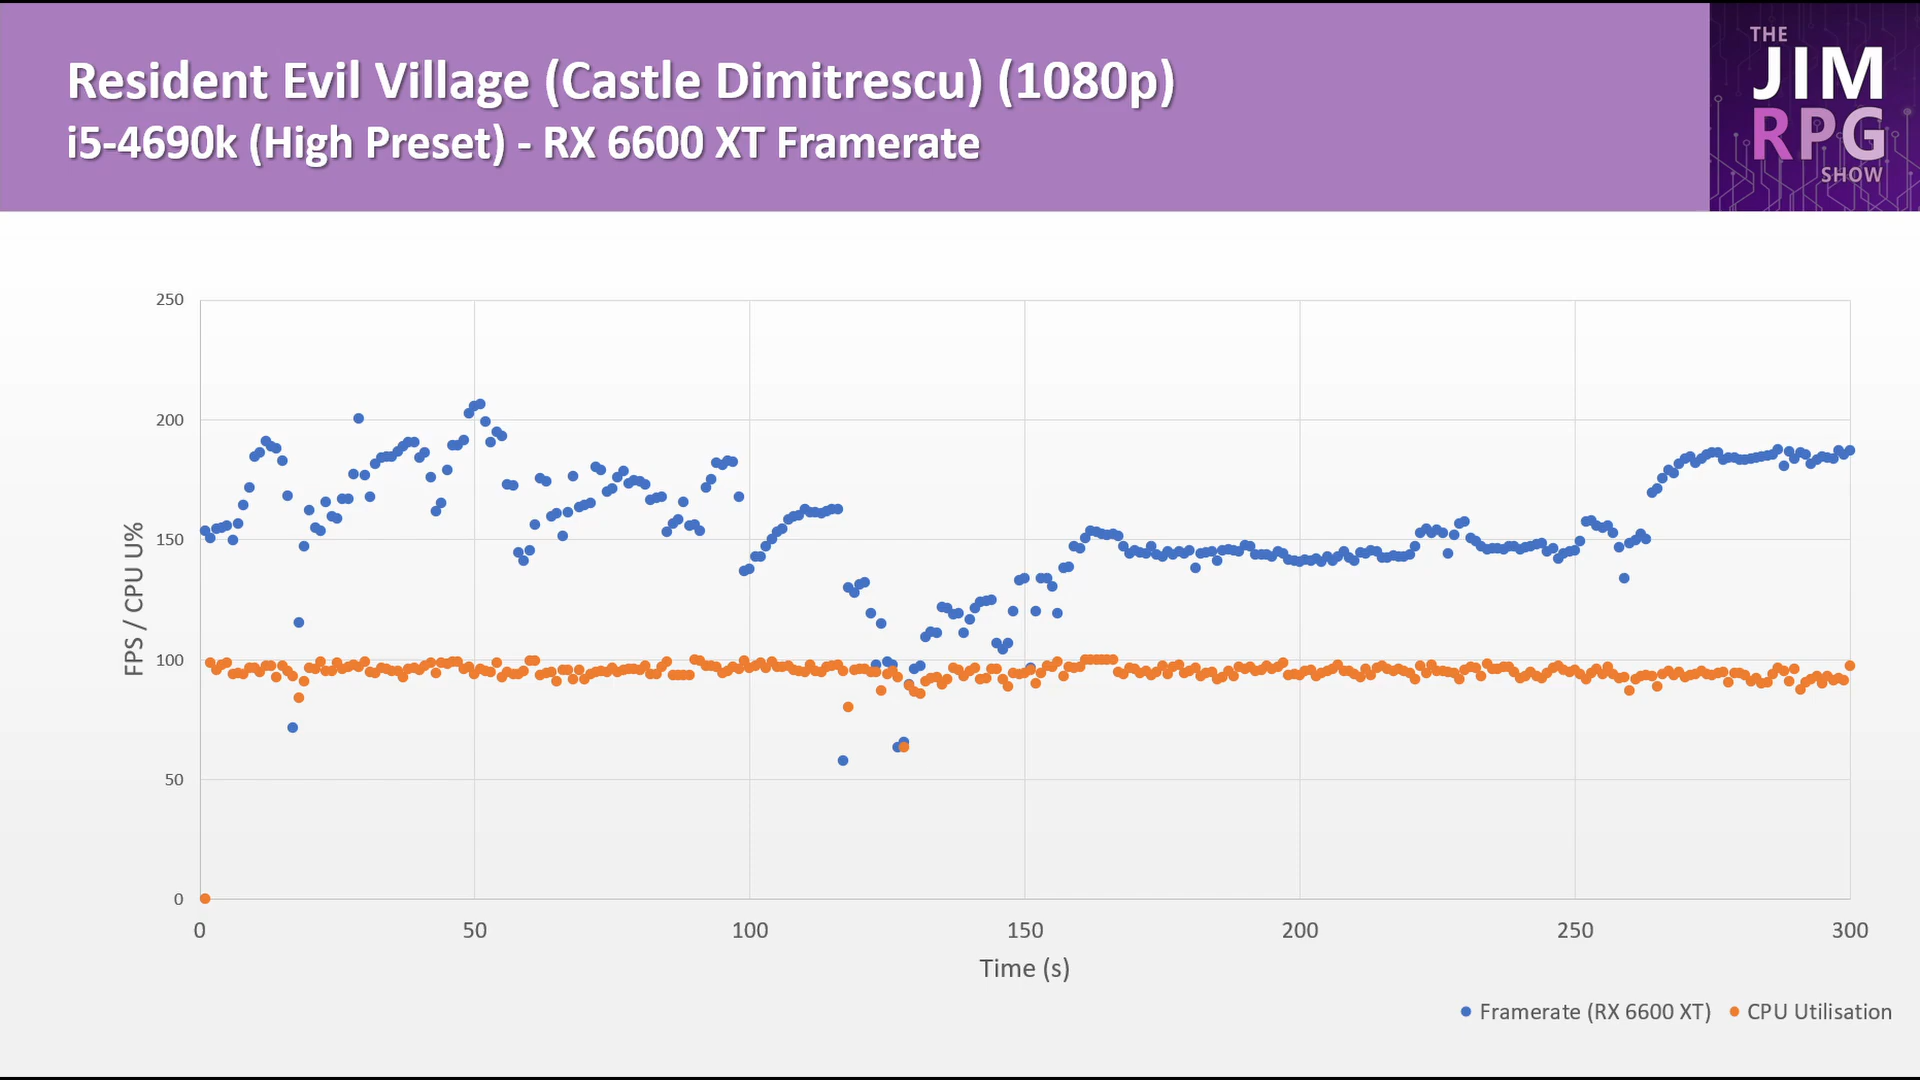 Resident Evil Village (Castle Dimitrescu) (1080p)
i5-4690k (High Preset) - RX 6600 XT Framerate
THE
JIM
RPG
SHOW
250
200
150
100
50
0
FPS / CPU U%
0 50 100 150 200 250 300
Time (s)
Framerate (RX 6600 XT) CPU Utilisation